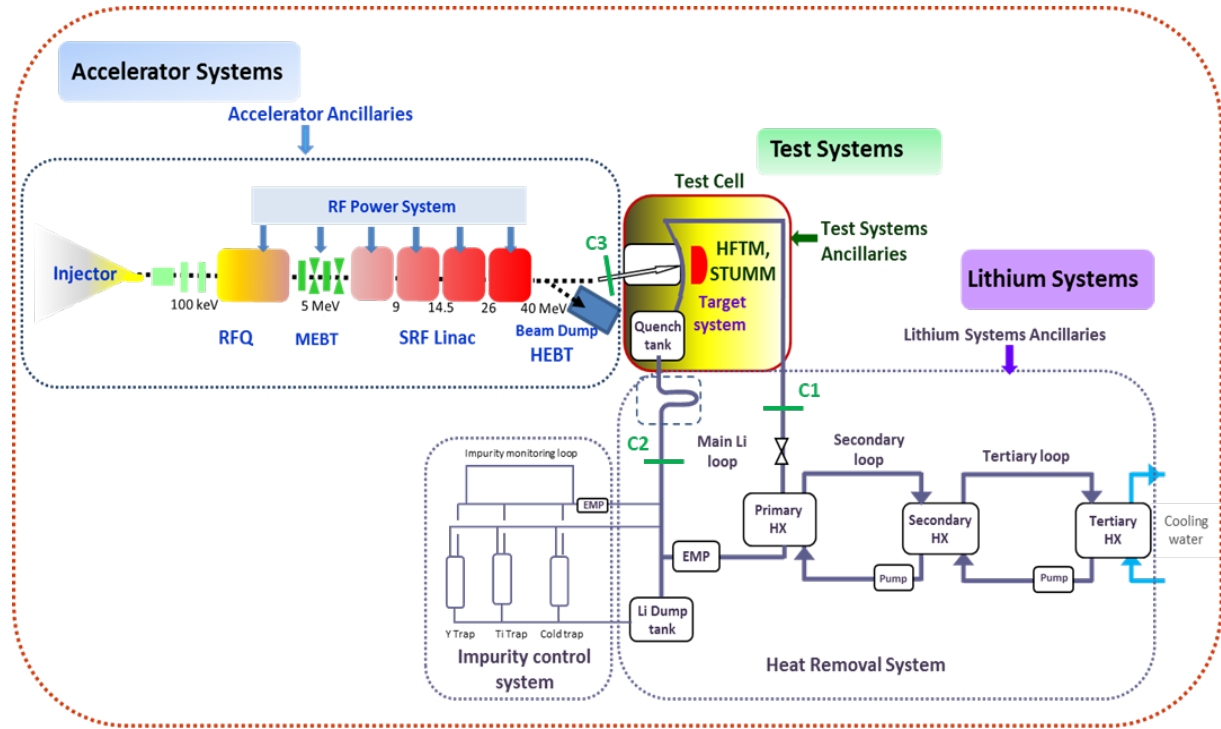 Accelerator Systems
Accelerator Ancillaries
RF Power System
Injector
100 keV
5 MeV
9
14.5
26
40 MeV
RFQ
MEBT
SRF Linac
Beam Dump
HEBT
C3
Test Systems
Test Cell
HFTM,
STUMM
Target
system
Quench
tank
Test Systems
Ancillaries
Lithium Systems
Lithium Systems Ancillaries
C1
C2
Main Li
loop
Secondary
loop
Tertiary loop
Impurity monitoring loop
EMP
Primary
HX
Secondary
HX
Tertiary
HX
Cooling
water
EMP
Pump
Pump
Li Dump
tank
Y Trap
Ti Trap
Cold trap
Impurity control
system
Heat Removal System